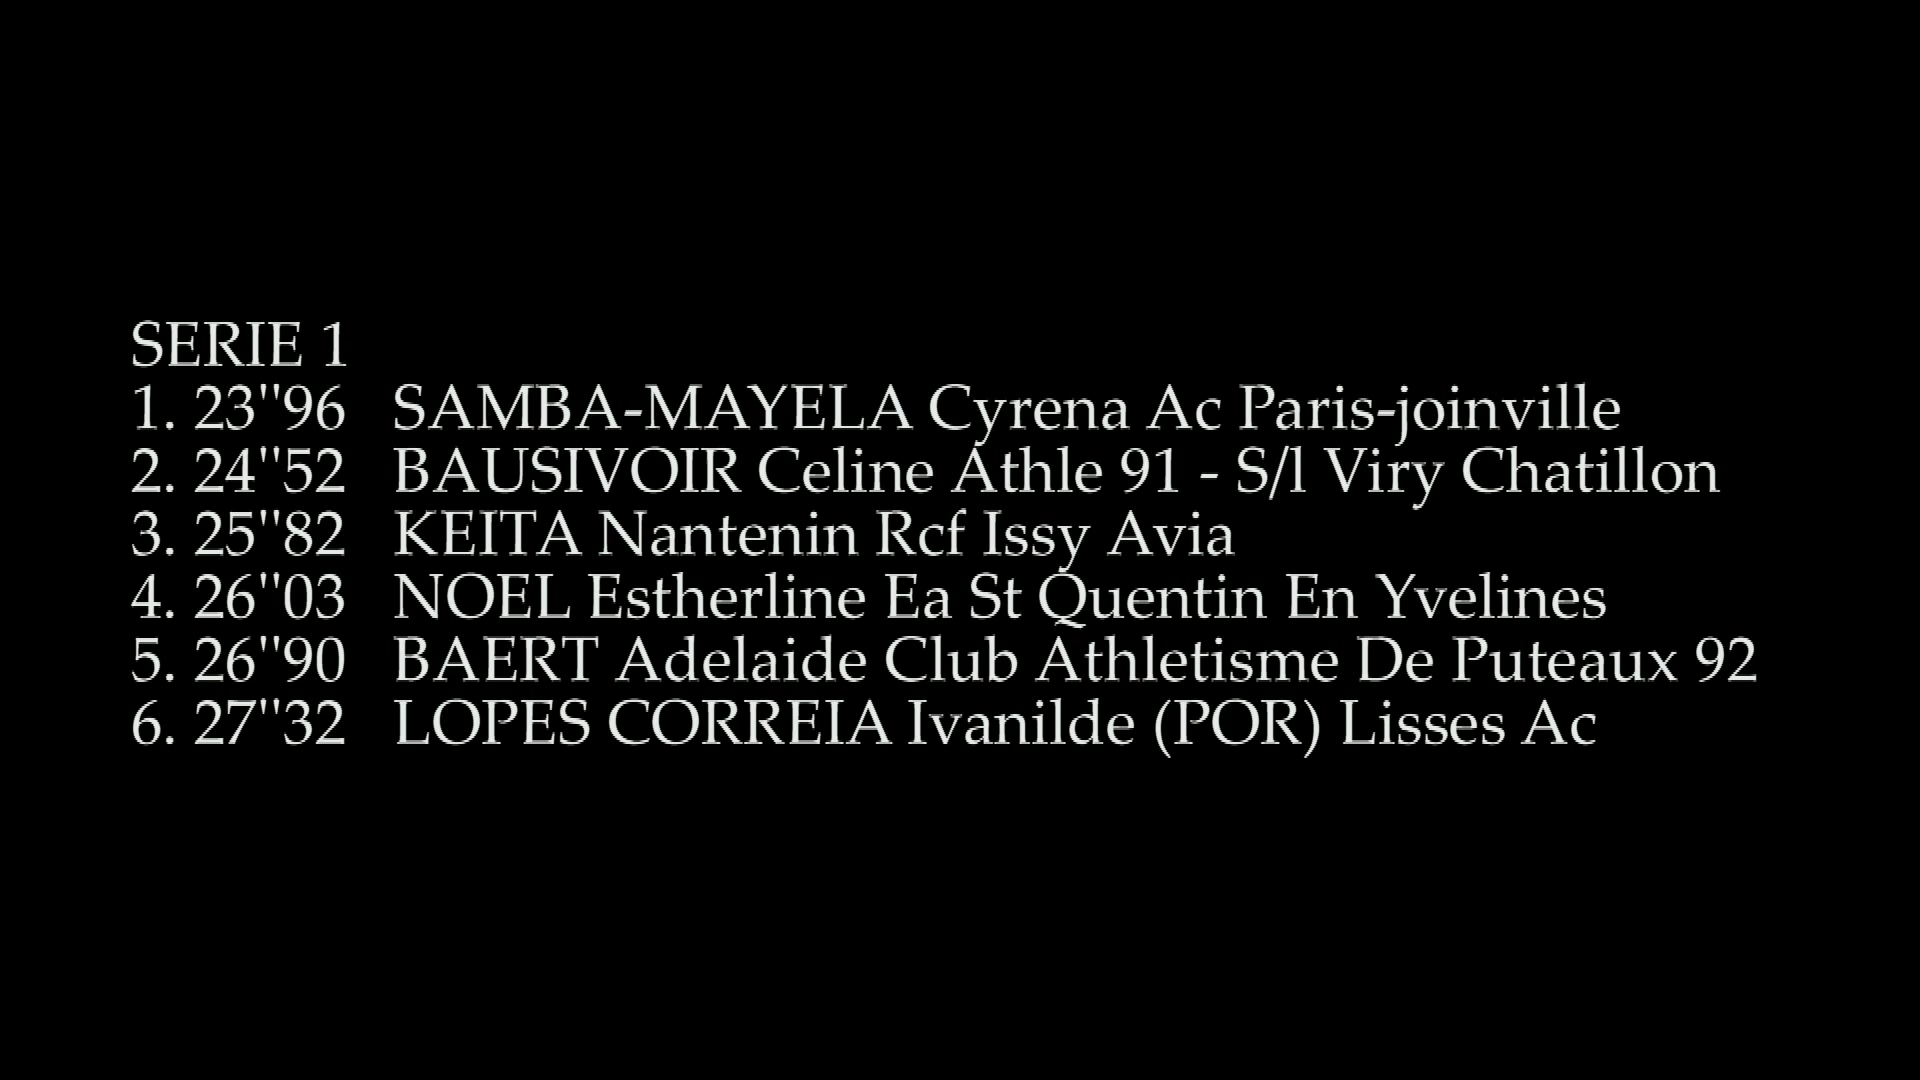 SERIE 1
1. 23"96 SAMBA-MAYELA Cyrena Ac Paris-joinville
2. 24"52 BAUSIVOIR Celine Athle 91 - S/l Viry Chatillon
3. 25"82 KEITA Nantenin Rcf Issy Avia
4. 26"03 NOEL Estherline Ea St Quentin En Yvelines
5. 26"90 BAERT Adelaide Club Athletisme De Puteaux 92
6. 27"32 LOPES CORREIA Ivanilde (POR) Lisses Ac